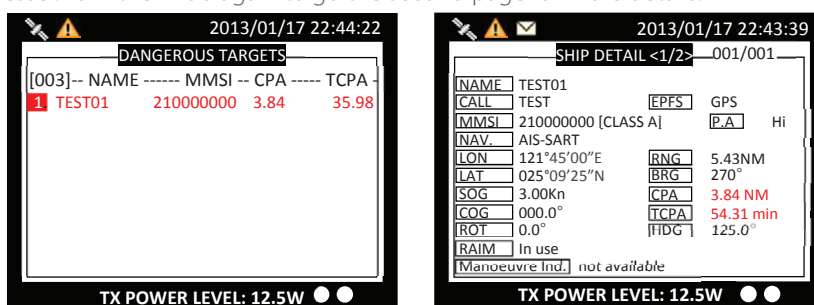 2013/01/17 22:44:22
DANGEROUS TARGETS
[003]-- NAME ------ MMSI -- CPA ----- TCPA -
1. TEST01 210000000 3.84 35.98
TX POWER LEVEL: 12.5W
2013/01/17 22:43:39
SHIP DETAIL <1/2> 001/001
NAME TEST01
CALL TEST EPFS GPS
MMSI 210000000 [CLASS A] P.A Hi
NAV. AIS-SART
LON 121°45'00"E RNG 5.43NM
LAT 025°09'25"N BRG 270°
SOG 3.00Kn CPA 3.84 NM
COG 000.0° TCPA 54.31 min
ROT 0.0° HDG 125.0°
RAIM In use
Manoeuvre Ind. not available
TX POWER LEVEL: 12.5W